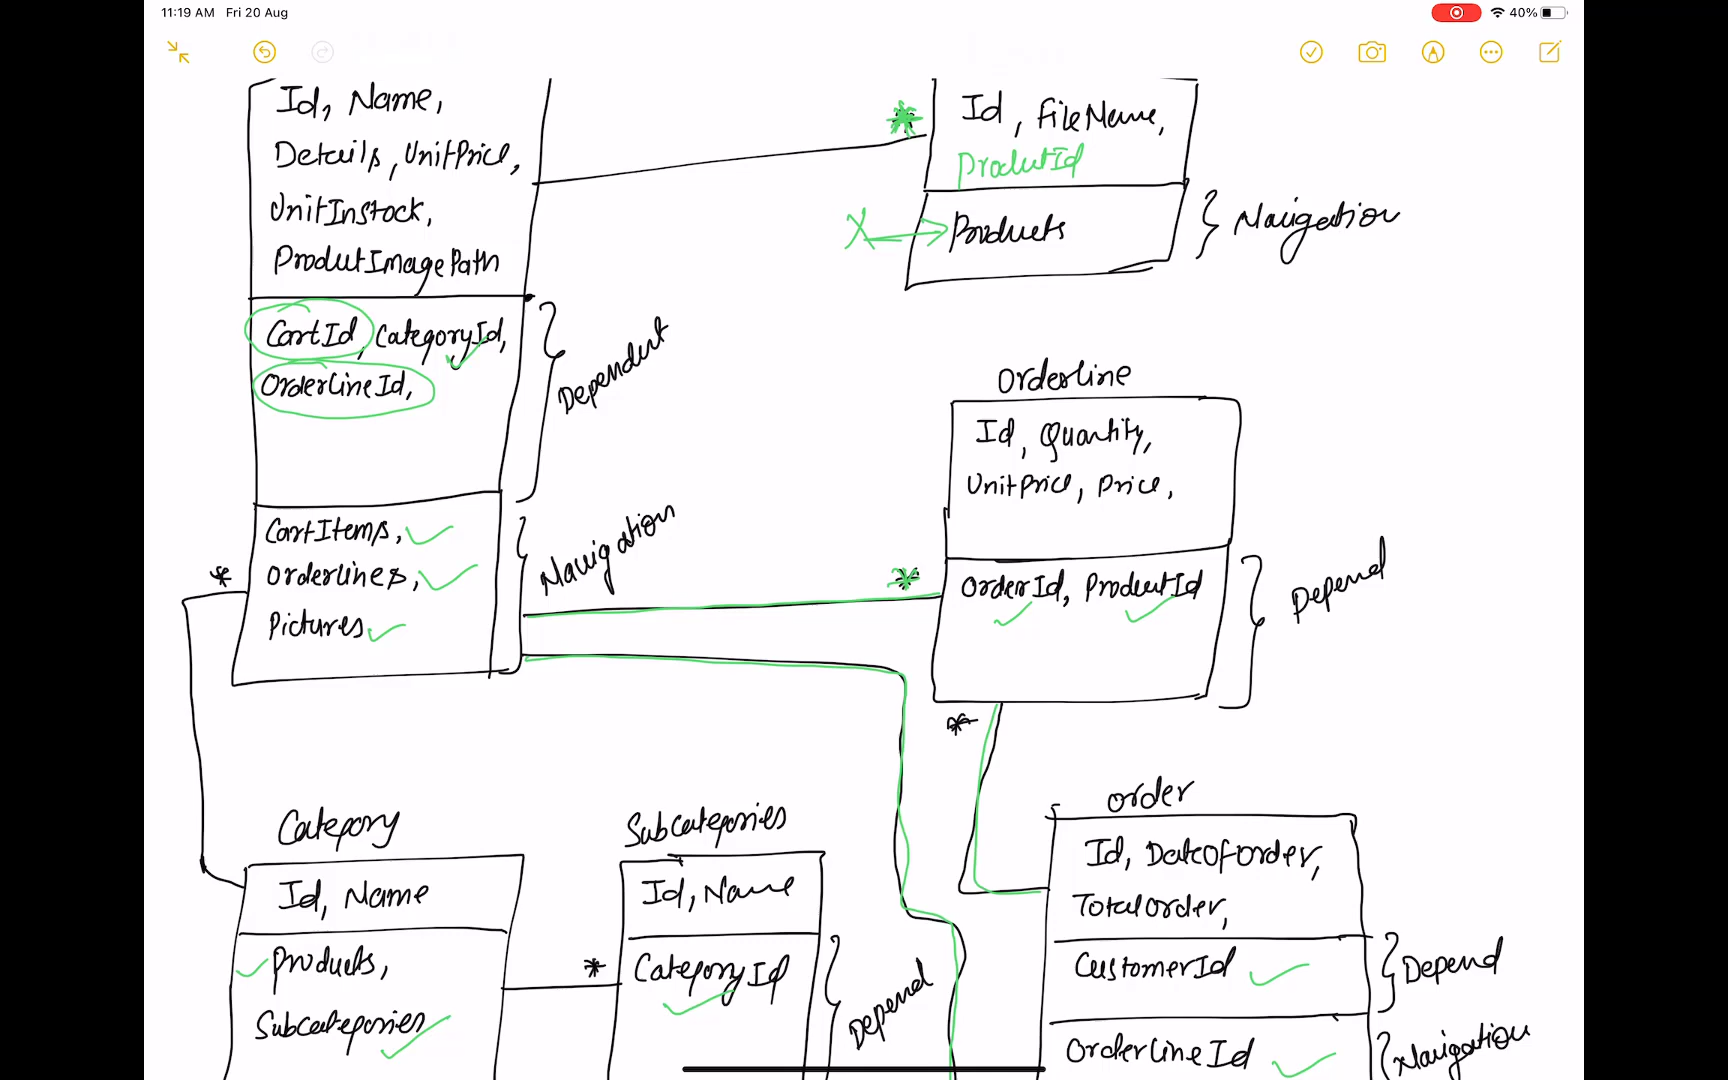 11:19 AM Fri 20 Aug
40%
Id, Name,
Details, UnitPrice,
UnitInstock,
ProdutImagePath
CartId, CategoryId,
OrderLineId,
Dependent
CartItems,
Orderlines,
Pictures
Navigation
*
*
Id, FileName,
ProdutId
X
Products
Navigation
Orderline
Id, Quantity,
UnitPrice, Price,
*
OrderId, ProductId
Depend
*
Category
Id, Name
Products,
Subcategories
Subcategories
Id, Name
*
CategoryId
Depend
order
Id, DateOforder,
Totalorder,
CustomerId
Depend
OrderLineId
Navigation